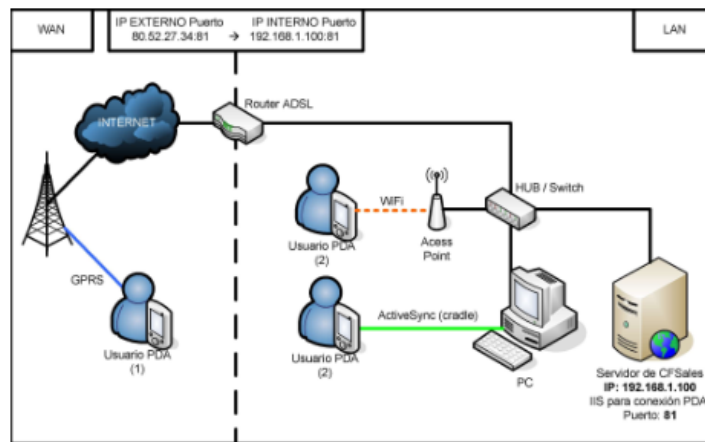 WAN
IP EXTERNO Puerto
80.52.27.34:81
→
IP INTERNO Puerto
192.168.1.100:81
LAN
INTERNET
Router ADSL
HUB / Switch
WIFi
Usuario PDA
(2)
Acess
Point
GPRS
Usuario PDA
(1)
ActiveSync (cradle)
Usuario PDA
(2)
PC
Servidor de CFSales
IP: 192.168.1.100
IIS para conexión PDA
Puerto: 81